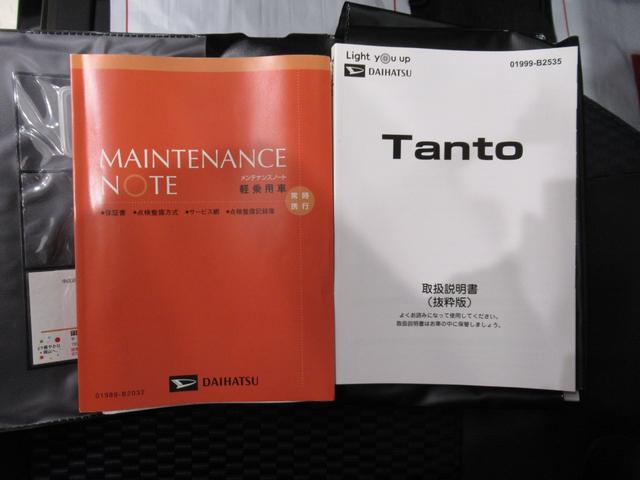 MAINTENANCE
NOTE
メンテナンスノート
軽乗用車
常時
携行
●保証書 ●点検整備方式 ●サービス網 ●点検整備記録簿
DAIHATSU
01989-B2032
Light you up
DAIHATSU
01999-B2535
Tanto
取扱説明書
（抜粋版）
よくお読みになって使用してください。
取扱説明書はお車の中に保管しましょう。